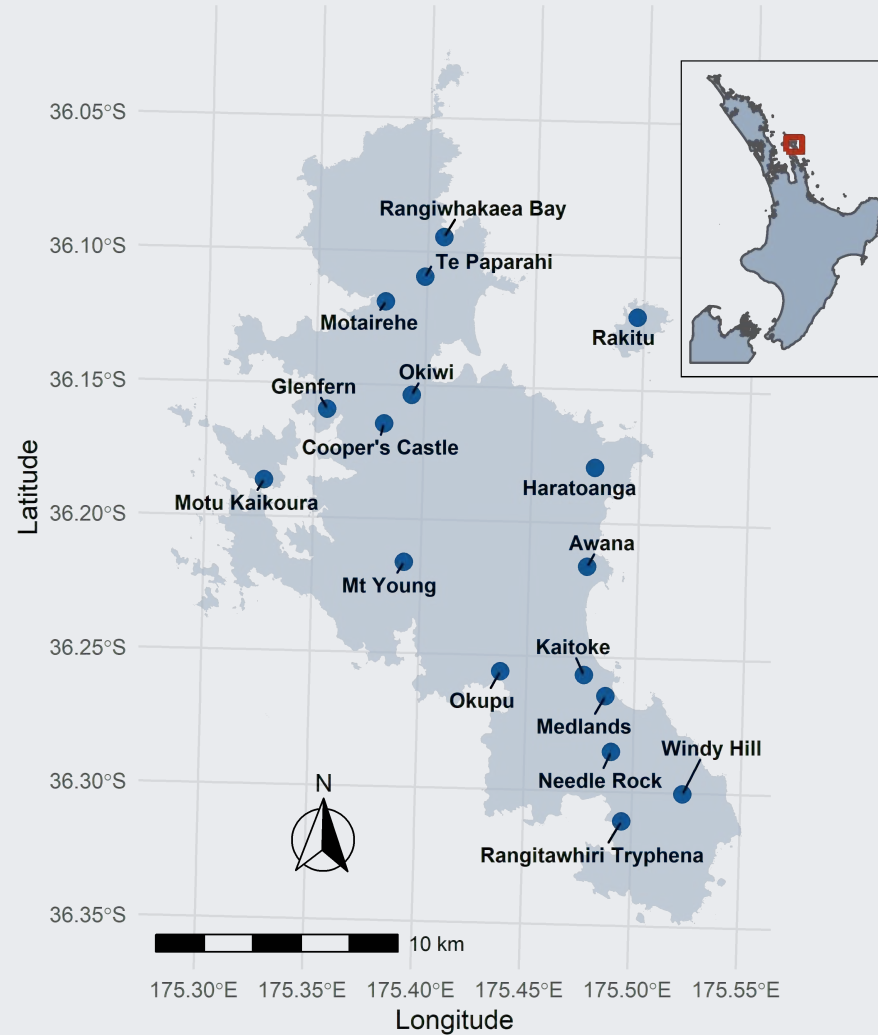 36.05°S
Rangiwhakaea Bay
36.10°S
Te Paparahi
Motairehe
Rakitu
Okiwi
36.15°S
Glenfern
Cooper's Castle
Haratoanga
Motu Kaikoura
36.20°S
Awana
Mt Young
Latitude
Kaitoke
36.25°S
Okupu
Medlands
Windy Hill
36.30°S
Needle Rock
N
Rangitawhiri Tryphena
36.35°S
10 km
175.30°E 175.35°E 175.40°E 175.45°E 175.50°E 175.55°E
Longitude